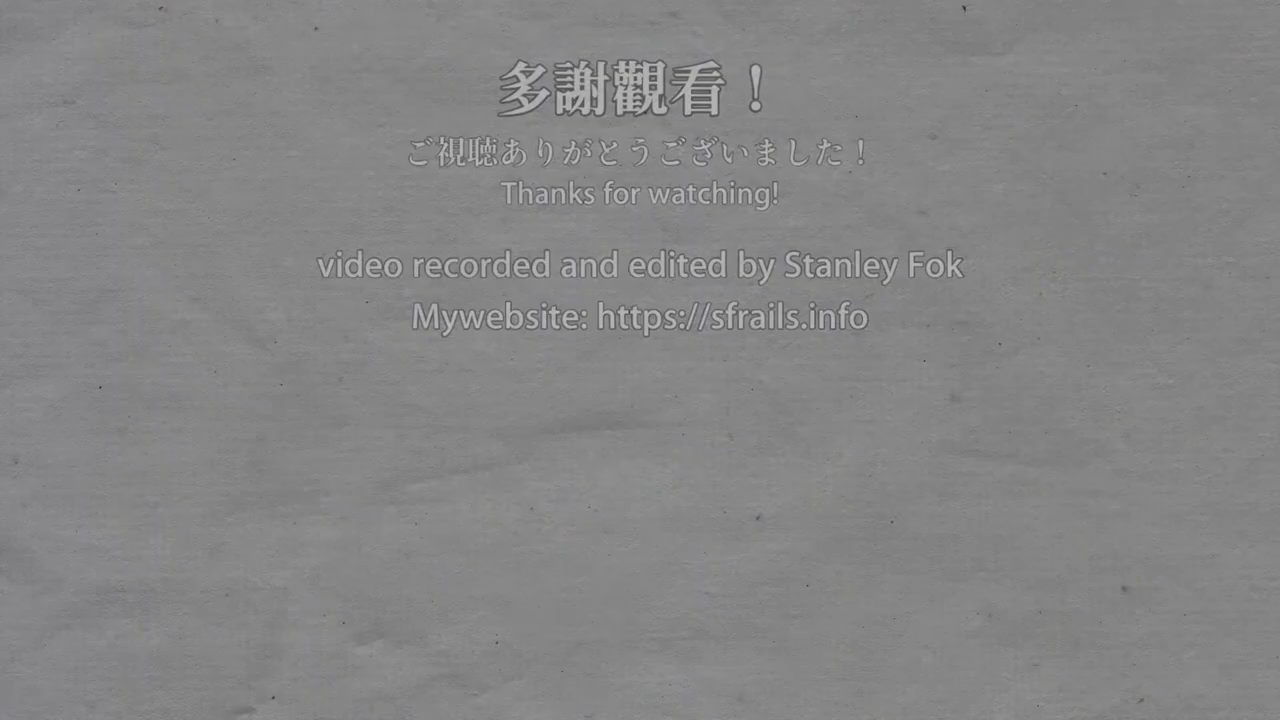 多謝觀看！
ご視聴ありがとうございました！
Thanks for watching!
video recorded and edited by Stanley Fok
Mywebsite: https://sfrails.info